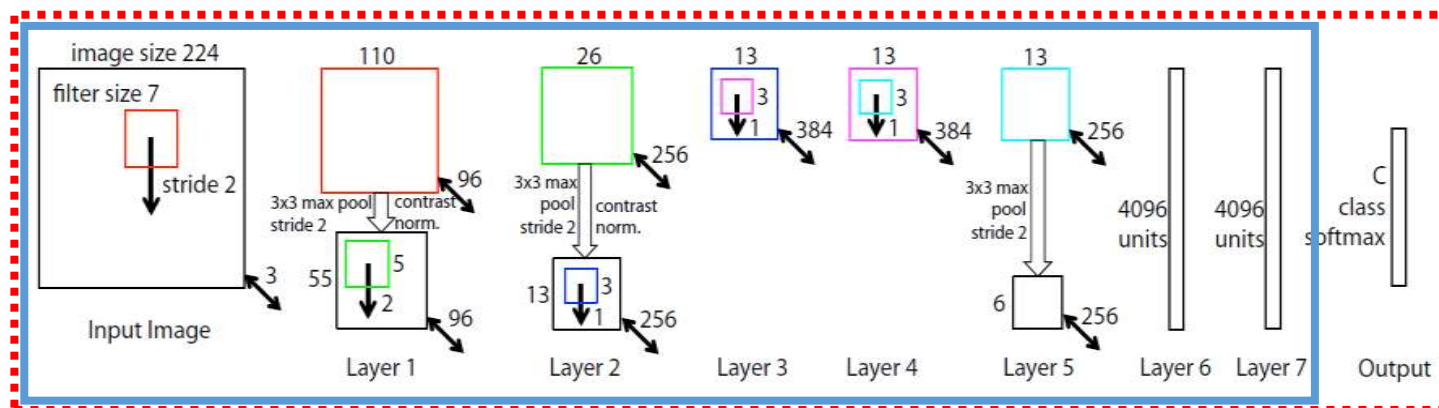 image size 224
filter size 7
stride 2
3
Input Image
110
96
3x3 max pool
stride 2
contrast
norm.
55
5
2
96
Layer 1
26
256
3x3 max
pool
stride 2
contrast
norm.
13
3
1
256
Layer 2
13
3
1
384
Layer 3
13
3
1
384
Layer 4
13
256
3x3 max
pool
stride 2
6
256
Layer 5
4096
units
Layer 6
4096
units
Layer 7
C
class
softmax
Output